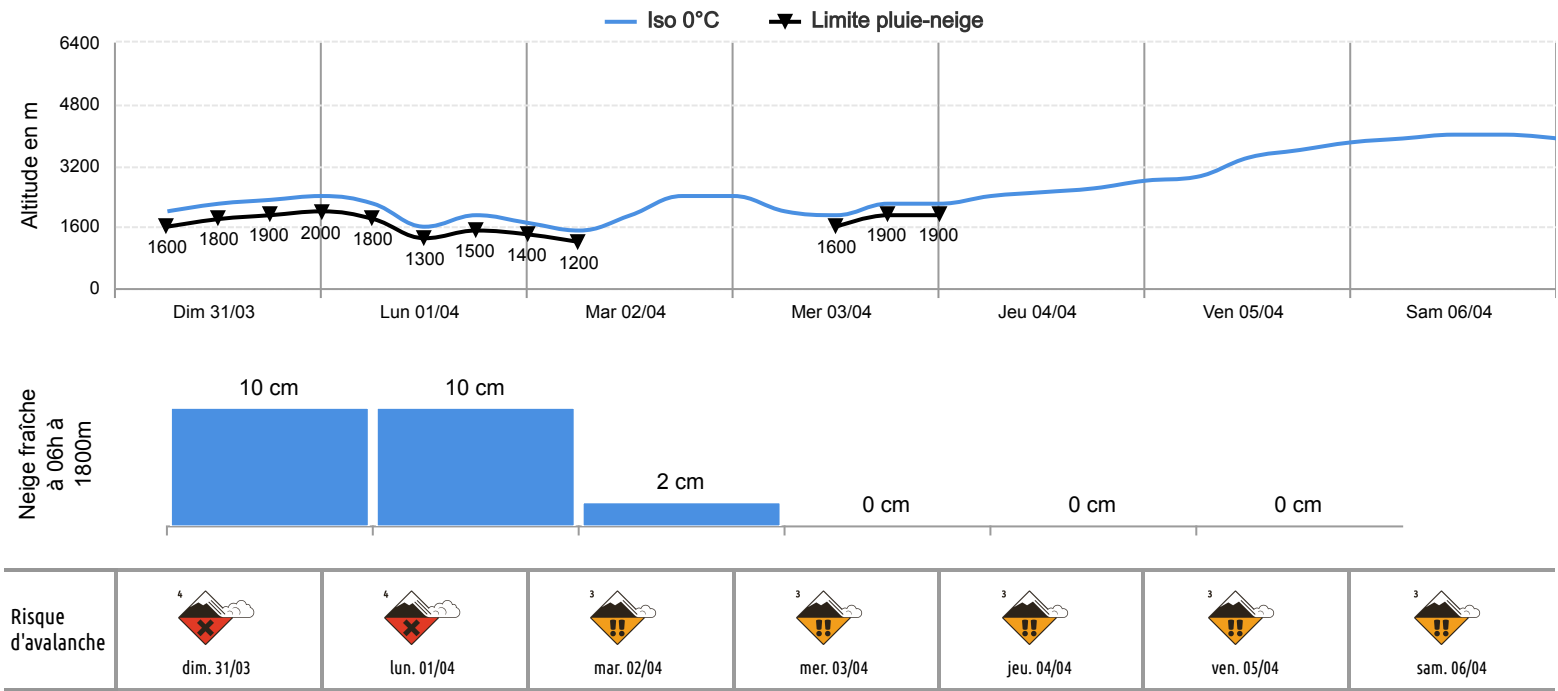 Iso 0°C Limite pluie-neige
Altitude en m
6400
4800
3200
1600
0
1600 1800 1900 2000 1800 1300 1500 1400 1200 1600 1900 1900
Dim 31/03 Lun 01/04 Mar 02/04 Mer 03/04 Jeu 04/04 Ven 05/04 Sam 06/04
Neige fraîche
à 06h à
1800m
10 cm 10 cm 2 cm 0 cm 0 cm 0 cm
Risque
d'avalanche
4 4 3 3 3 3 3
dim. 31/03 lun. 01/04 mar. 02/04 mer. 03/04 jeu. 04/04 ven. 05/04 sam. 06/04